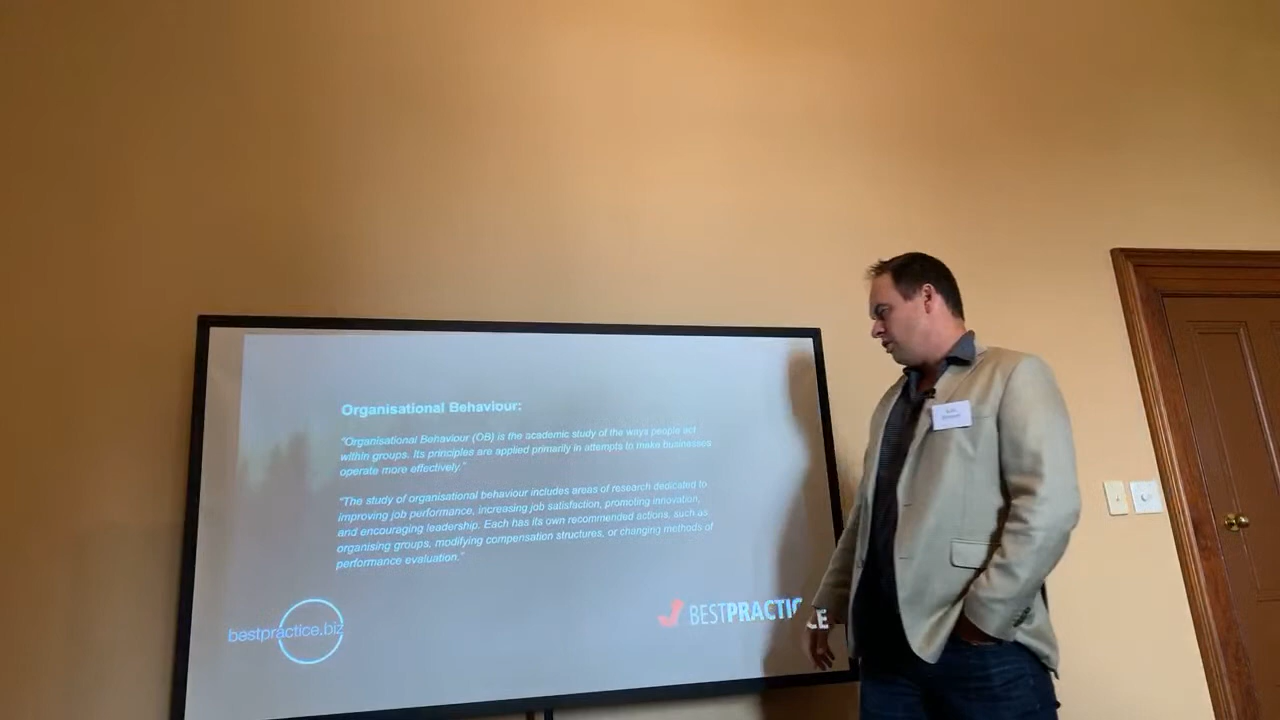 Organisational Behaviour:
"Organisational Behaviour (OB) is the academic study of the ways people act
within groups. Its principles are applied primarily in attempts to make businesses
operate more effectively."
"The study of organisational behaviour includes areas of research dedicated to
improving job performance, increasing job satisfaction, promoting innovation,
and encouraging leadership. Each has its own recommended actions, such as
organising groups, modifying compensation structures, or changing methods of
performance evaluation."
bestpractice.biz
BESTPRACTICE